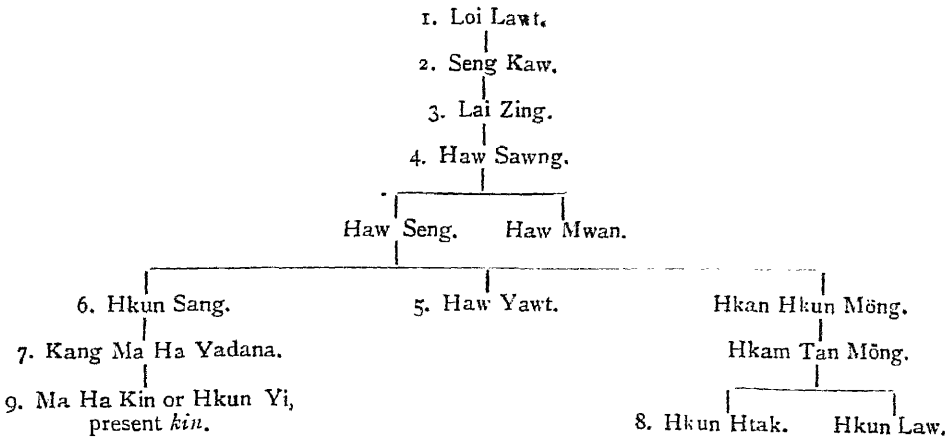 1. Loi Lawt.
2. Seng Kaw.
3. Lai Zing.
4. Haw Sawng.
Haw Seng. Haw Mwan.
6. Hkun Sang. 5. Haw Yawt. Hkan Hkun Möng.
7. Kang Ma Ha Yadana. Hkam Tan Möng.
9. Ma Ha Kin or Hkun Yi,
present kin. 8. Hkun Htak. Hkun Law.